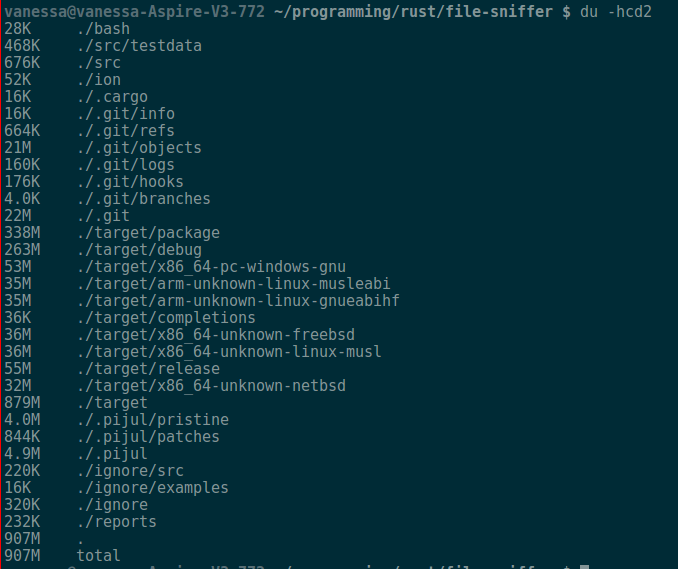 vanessa@vanessa-Aspire-V3-772 ~/programming/rust/file-sniffer $ du -hcd2
28K ./bash
468K ./src/testdata
676K ./src
52K ./ion
16K ./.cargo
16K ./.git/info
664K ./.git/refs
21M ./.git/objects
160K ./.git/logs
176K ./.git/hooks
4.0K ./.git/branches
22M ./.git
338M ./target/package
263M ./target/debug
53M ./target/x86_64-pc-windows-gnu
35M ./target/arm-unknown-linux-musleabi
35M ./target/arm-unknown-linux-gnueabihf
36K ./target/completions
36M ./target/x86_64-unknown-freebsd
36M ./target/x86_64-unknown-linux-musl
55M ./target/release
32M ./target/x86_64-unknown-netbsd
879M ./target
4.0M ./.pijul/pristine
844K ./.pijul/patches
4.9M ./.pijul
220K ./ignore/src
16K ./ignore/examples
320K ./ignore
232K ./reports
907M .
907M total